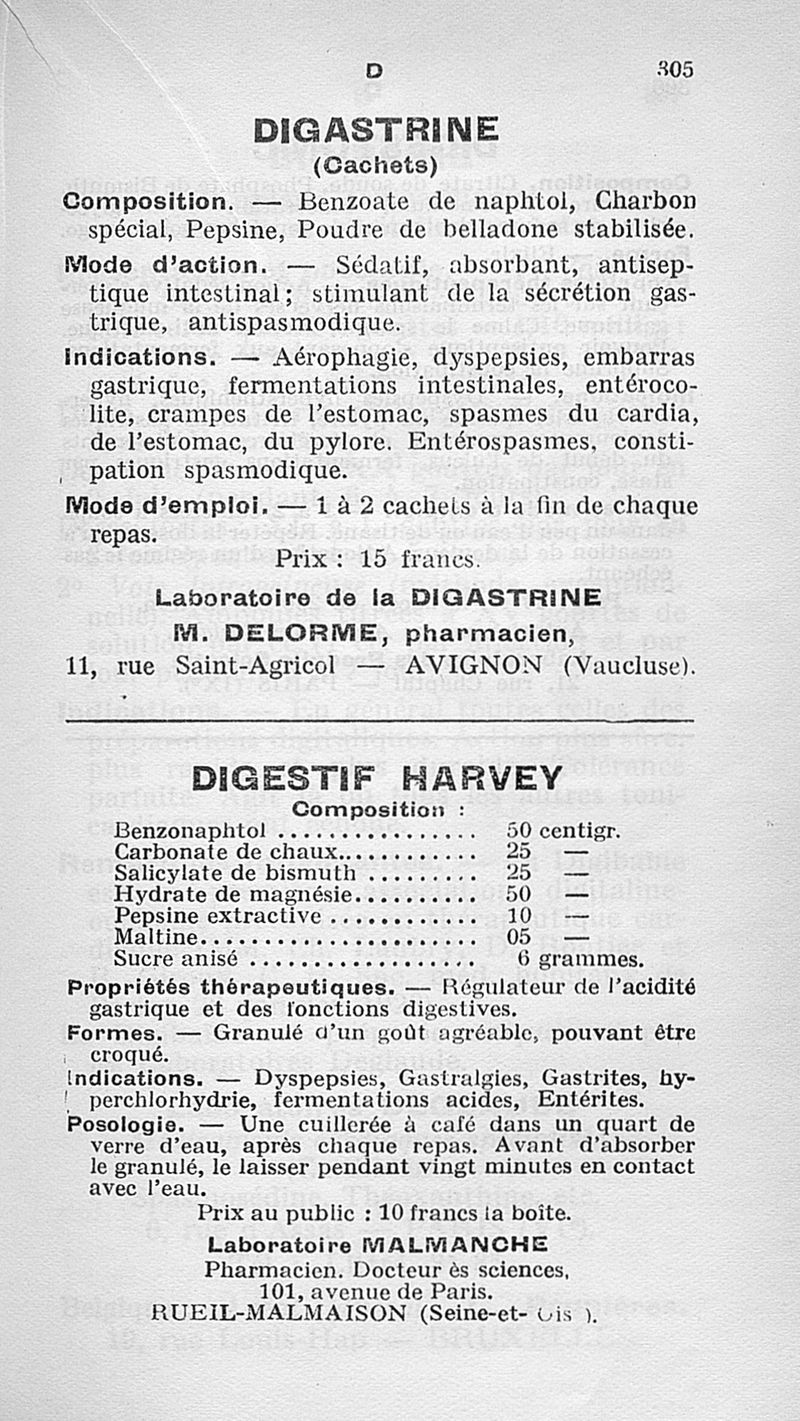 D 305
DIGASTRINE
(Cachets)
Composition. — Benzoate de naphtol, Charbon
spécial, Pepsine, Poudre de belladone stabilisée.
Mode d'action. — Sédatif, absorbant, antisep-
tique intestinal; stimulant de la sécrétion gas-
trique, antispasmodique.
Indications. — Aérophagie, dyspepsies, embarras
gastrique, fermentations intestinales, entéroco-
lite, crampes de l'estomac, spasmes du cardia,
de l'estomac, du pylore. Entérospasmes, consti-
pation spasmodique.
Mode d'emploi. — 1 à 2 cachets à la fin de chaque
repas.
Prix : 15 francs.
Laboratoire de la DIGASTRINE
M. DELORME, pharmacien,
11, rue Saint-Agricol — AVIGNON (Vaucluse).
DIGESTIF HARVEY
Composition :
Benzonaphtol ................ 50 centigr.
Carbonate de chaux............ 25 —
Salicylate de bismuth ......... 25 —
Hydrate de magnésie.......... 50 —
Pepsine extractive ............ 10 —
Maltine....................... 05 —
Sucre anisé .................. 6 grammes.
Propriétés thérapeutiques. — Régulateur de l'acidité
gastrique et des fonctions digestives.
Formes. — Granulé d'un goût agréable, pouvant être
croqué.
Indications. — Dyspepsies, Gastralgies, Gastrites, hy-
perchlorhydrie, fermentations acides, Entérites.
Posologie. — Une cuillerée à café dans un quart de
verre d'eau, après chaque repas. Avant d'absorber
le granulé, le laisser pendant vingt minutes en contact
avec l'eau.
Prix au public : 10 francs la boîte.
Laboratoire MALMANCHE
Pharmacien. Docteur ès sciences,
101, avenue de Paris.
RUEIL-MALMAISON (Seine-et-